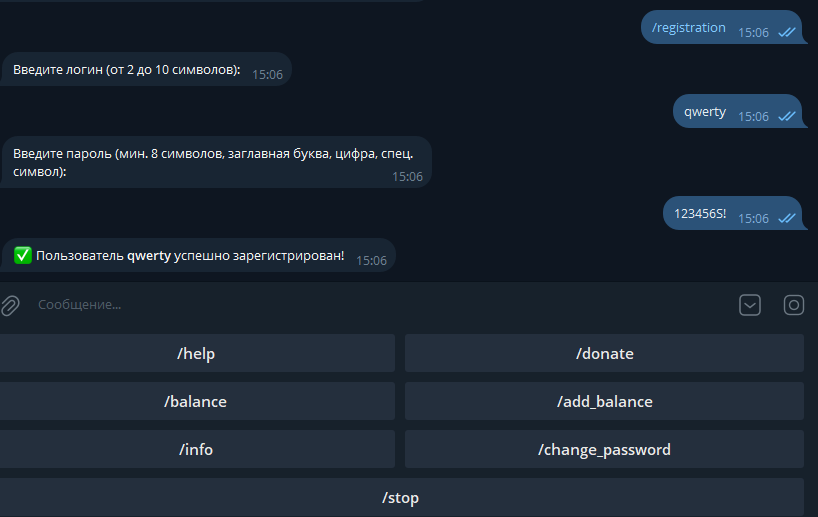 /registration 15:06
Введите логин (от 2 до 10 символов): 15:06
qwerty 15:06
Введите пароль (мин. 8 символов, заглавная буква, цифра, спец.
символ): 15:06
123456S! 15:06
✅ Пользователь qwerty успешно зарегистрирован! 15:06
Сообщение...
/help
/donate
/balance
/add_balance
/info
/change_password
/stop